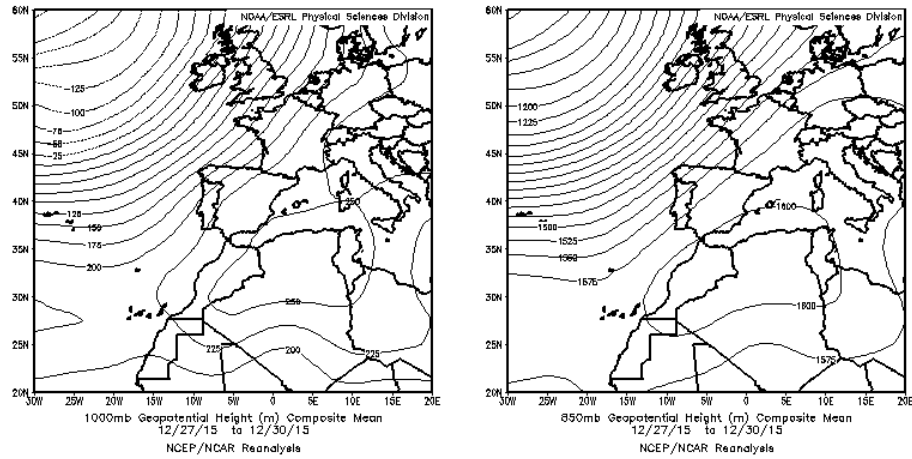 NOAA/ESRL Physical Sciences Division
60N
55N
50N
45N
40N
35N
30N
25N
20N
-125
-100
-75
-50
-25
125
150
175
200
250
250
225
200
225
30W 25W 20W 15W 10W 5W 0 5E 10E 15E 20E
1000mb Geopotential Height (m) Composite Mean
12/27/15 to 12/30/15
NCEP/NCAR Reanalysis
NOAA/ESRL Physical Sciences Division
60N
55N
50N
45N
40N
35N
30N
25N
20N
1200
1225
1500
1525
1550
1575
1600
1600
1575
30W 25W 20W 15W 10W 5W 0 5E 10E 15E 20E
850mb Geopotential Height (m) Composite Mean
12/27/15 to 12/30/15
NCEP/NCAR Reanalysis